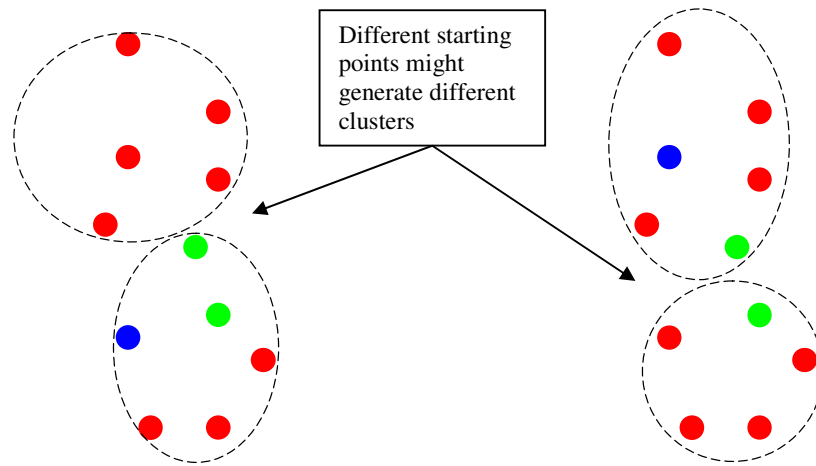 Different starting
points might
generate different
clusters